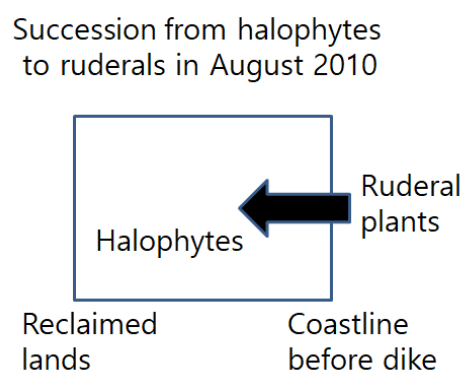 Succession from halophytes
to ruderals in August 2010
Ruderal
plants
Halophytes
Reclaimed
lands
Coastline
before dike